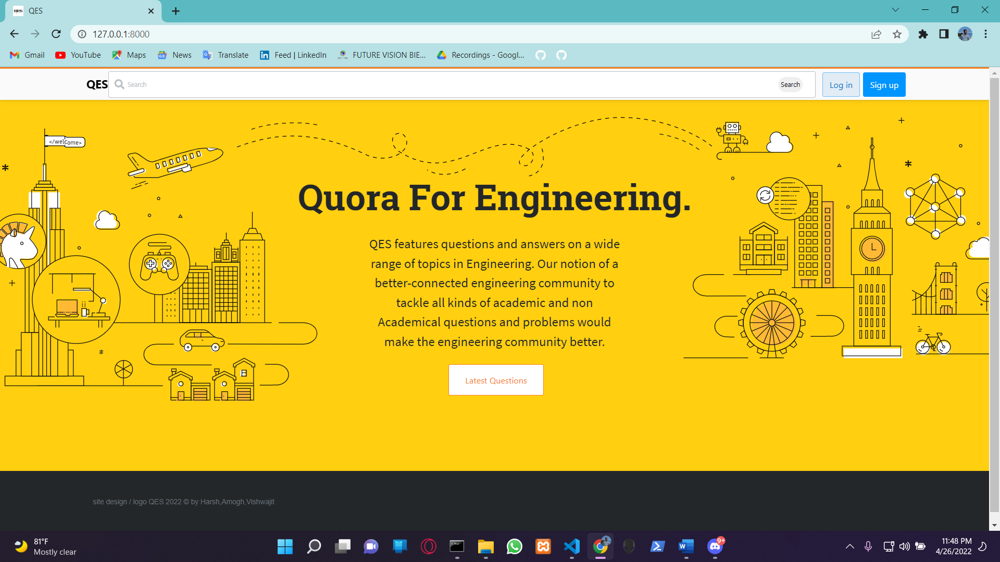 QES
127.0.0.1:8000
Gmail
YouTube
Maps
News
Translate
Feed | LinkedIn
FUTURE VISION BIE...
Recordings - Googl...
QES
Search
Search
Log in
Sign up
</welcome>
Quora For Engineering.
QES features questions and answers on a wide
range of topics in Engineering. Our notion of a
better-connected engineering community to
tackle all kinds of academic and non
Academical questions and problems would
make the engineering community better.
Latest Questions
site design / logo QES 2022 © by Harsh,Amogh,Vishwajit
81°F
Mostly clear
9+
11:48 PM
4/26/2022